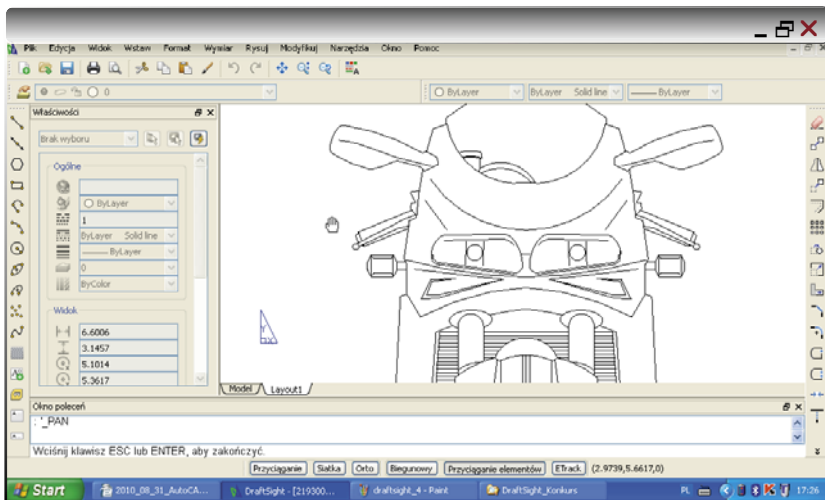 Plik Edycja Widok Wstaw Format Wymiar Rysuj Modyfikuj Narzędzia Okno Pomoc
0
ByLayer ByLayer Solid line ByLayer
Właściwości
Brak wyboru
Ogólne
ByLayer
1
ByLayer Solid line
ByLayer
0
ByColor
Widok
6.6006
3.1457
5.1014
5.3617
Model Layout1
Okno poleceń
: '_PAN
Wciśnij klawisz ESC lub ENTER, aby zakończyć.
Przyciąganie Siatka Orto Biegunowy Przyciąganie elementów ETrack (2.9739,5.6617,0)
Start 2010_08_31_AutoCA... DraftSight - [219300... draftsight_4 - Paint DraftSight_Konkurs PL 17:26